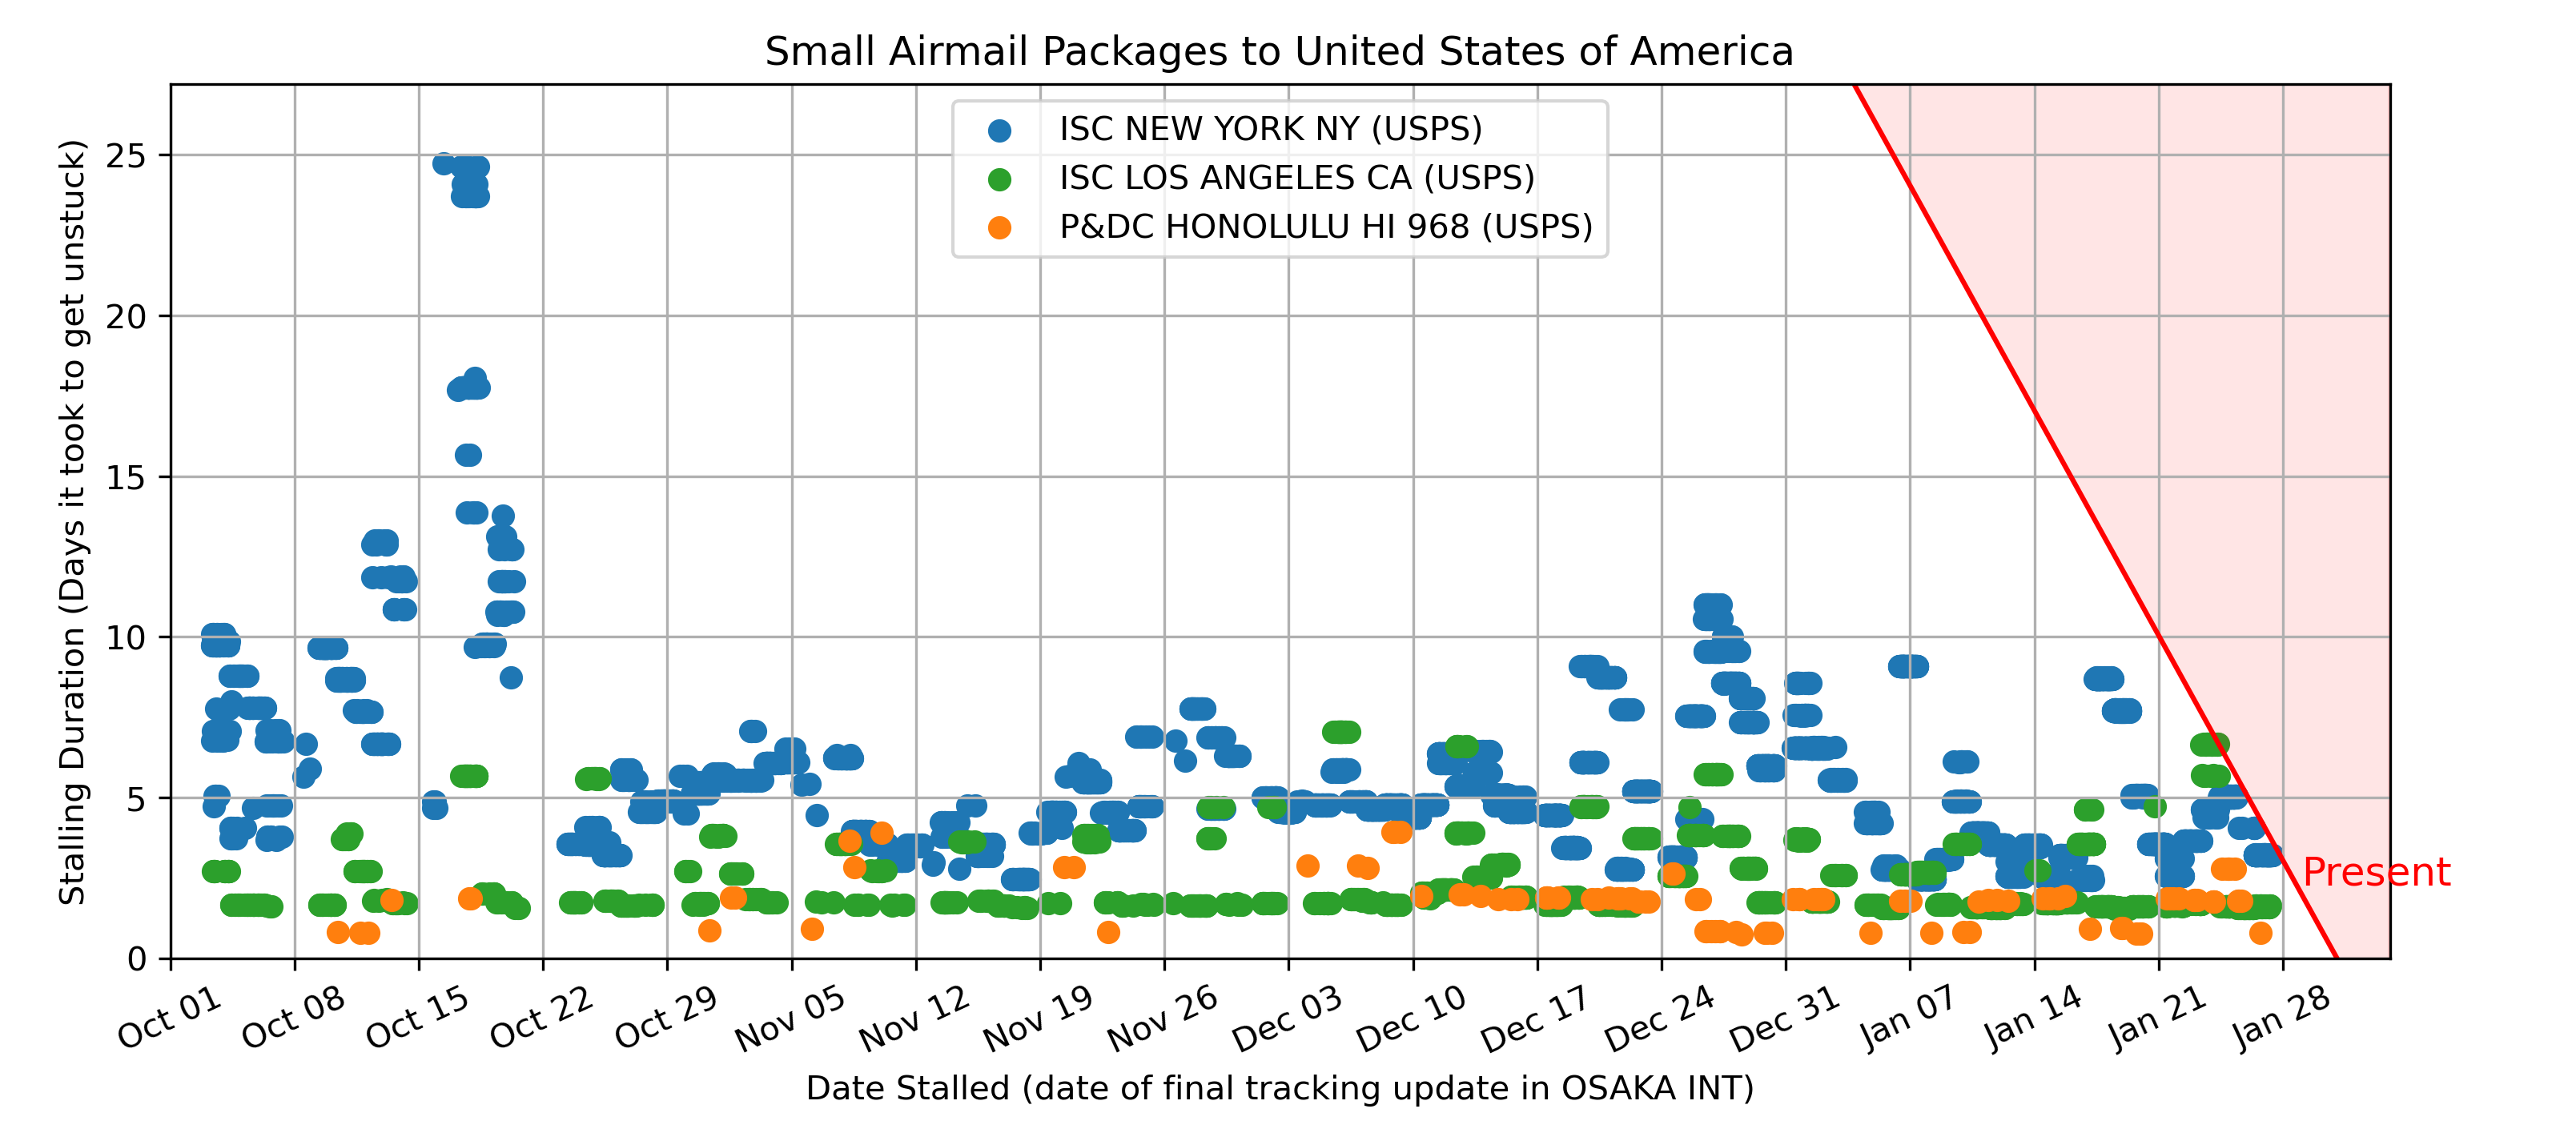 Small Airmail Packages to United States of America
ISC NEW YORK NY (USPS)
ISC LOS ANGELES CA (USPS)
P&DC HONOLULU HI 968 (USPS)
Stalling Duration (Days it took to get unstuck)
25
20
15
10
5
0
Present
Oct 01
Oct 08
Oct 15
Oct 22
Oct 29
Nov 05
Nov 12
Nov 19
Nov 26
Dec 03
Dec 10
Dec 17
Dec 24
Dec 31
Jan 07
Jan 14
Jan 21
Jan 28
Date Stalled (date of final tracking update in OSAKA INT)